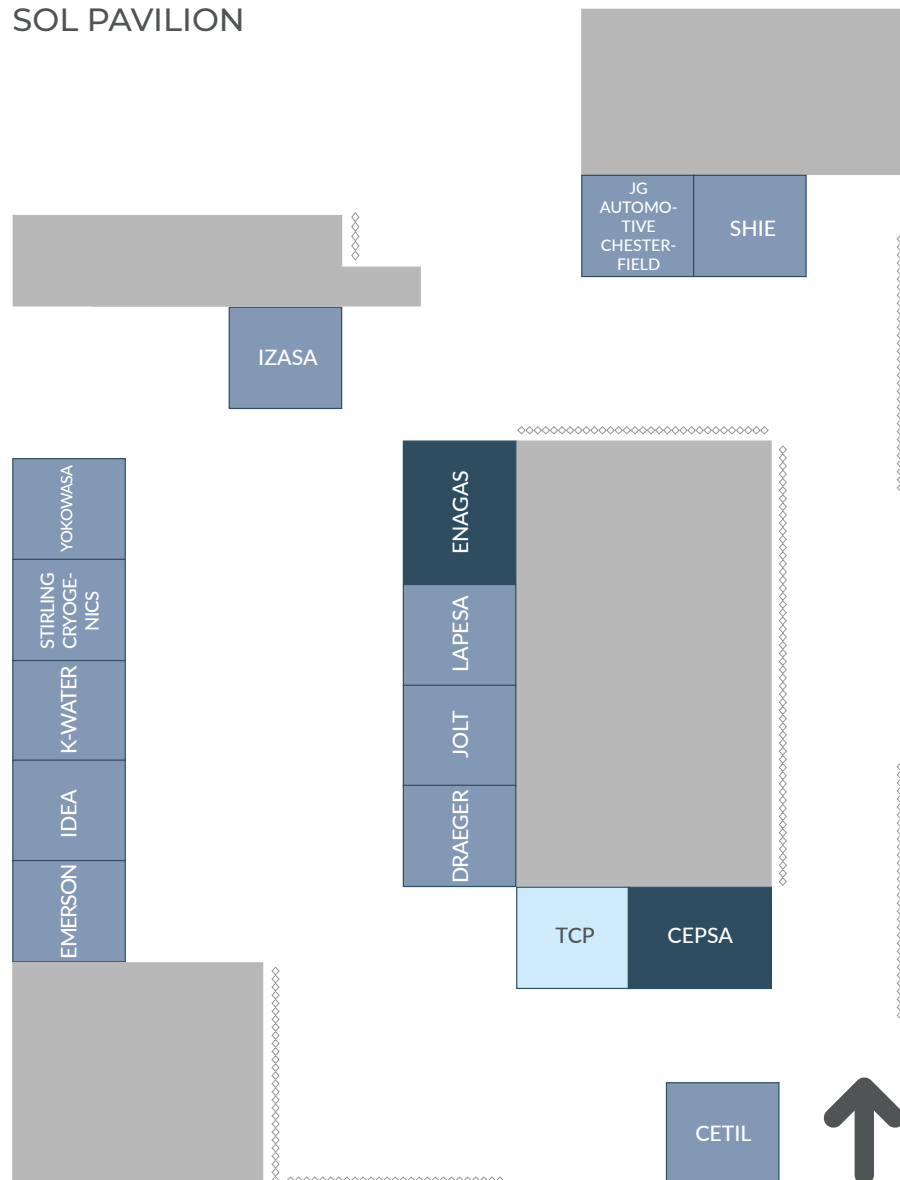 SOL PAVILION
JG
AUTOMO-
TIVE
CHESTER-
FIELD
SHIE
IZASA
YOKOWASA
STIRLING
CRYOGE-
NICS
K-WATER
IDEA
EMERSON
ENAGAS
LAPESA
JOLT
DRAEGER
TCP
CEPSA
CETIL